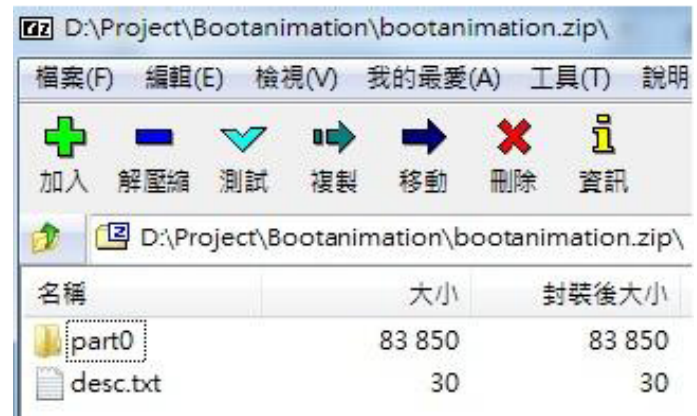 D:\Project\Bootanimation\bootanimation.zip\
檔案(F) 編輯(E) 檢視(V) 我的最愛(A) 工具(T) 說明
加入 解壓縮 測試 複製 移動 刪除 資訊
D:\Project\Bootanimation\bootanimation.zip\
名稱 大小 封裝後大小
part0 83 850 83 850
desc.txt 30 30